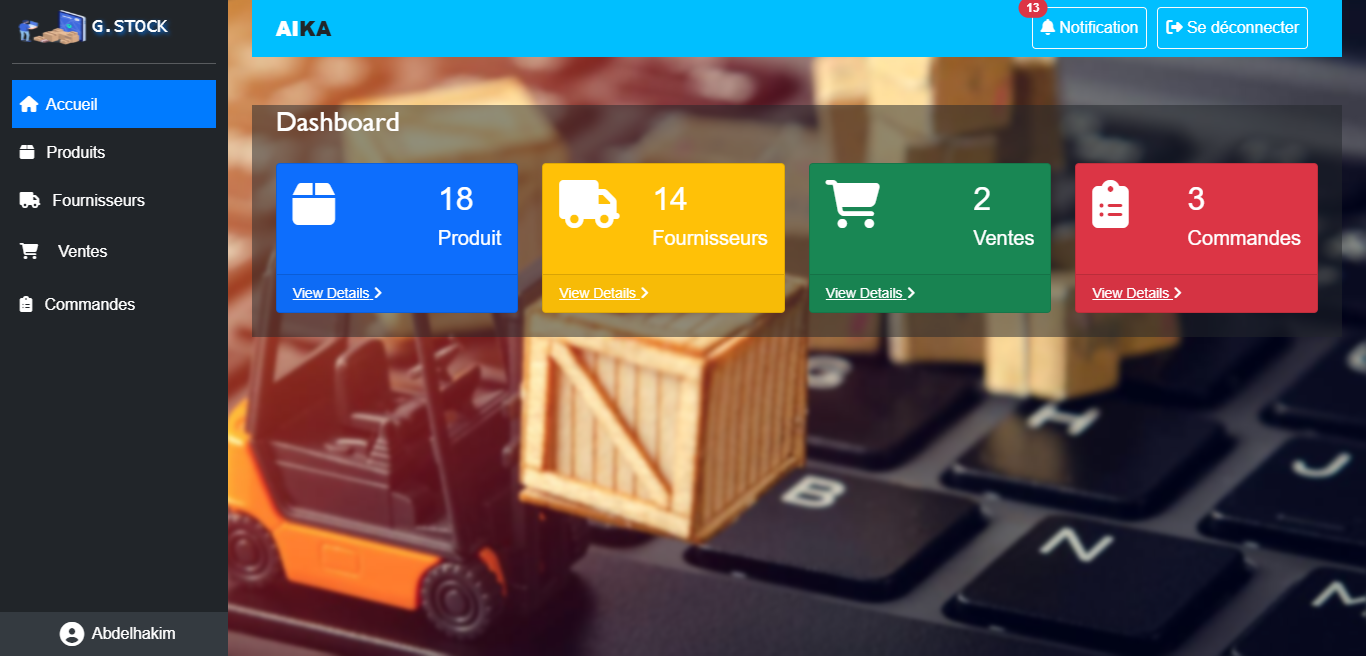 G.STOCK
Accueil
Produits
Fournisseurs
Ventes
Commandes
Abdelhakim
AIKA
13
Notification
Se déconnecter
Dashboard
18
Produit
View Details
14
Fournisseurs
View Details
2
Ventes
View Details
3
Commandes
View Details
G
H
B
N
J
M